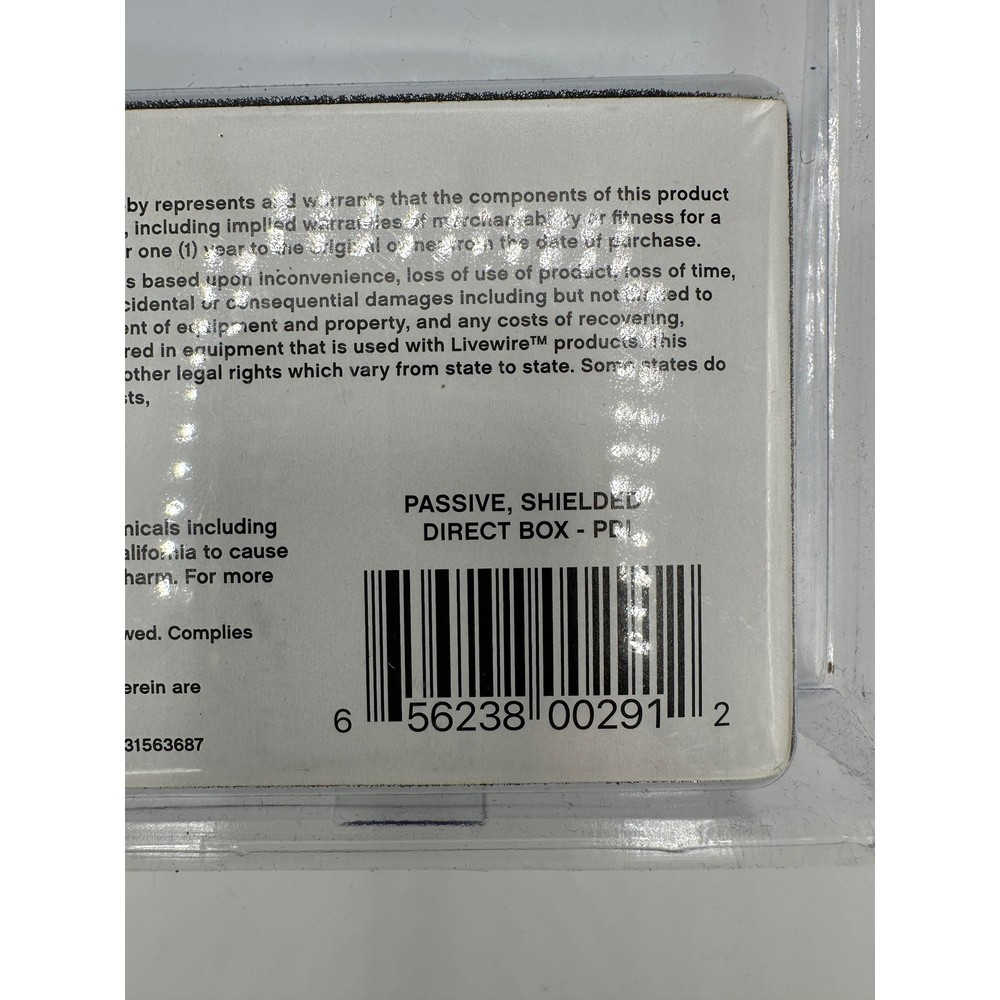 by represents and warrants that the components of this product
, including implied warranties of merchantability or fitness for a
r one (1) year to the original owner from the date of purchase.
s based upon inconvenience, loss of use of product, loss of time,
cidental or consequential damages including but not limited to
ent of equipment and property, and any costs of recovering,
red in equipment that is used with Livewire™ products. This
other legal rights which vary from state to state. Some states do
ts,
PASSIVE, SHIELDED
DIRECT BOX - PDI
micals including
alifornia to cause
harm. For more
wed. Complies
erein are
31563687
6 56238 00291 2